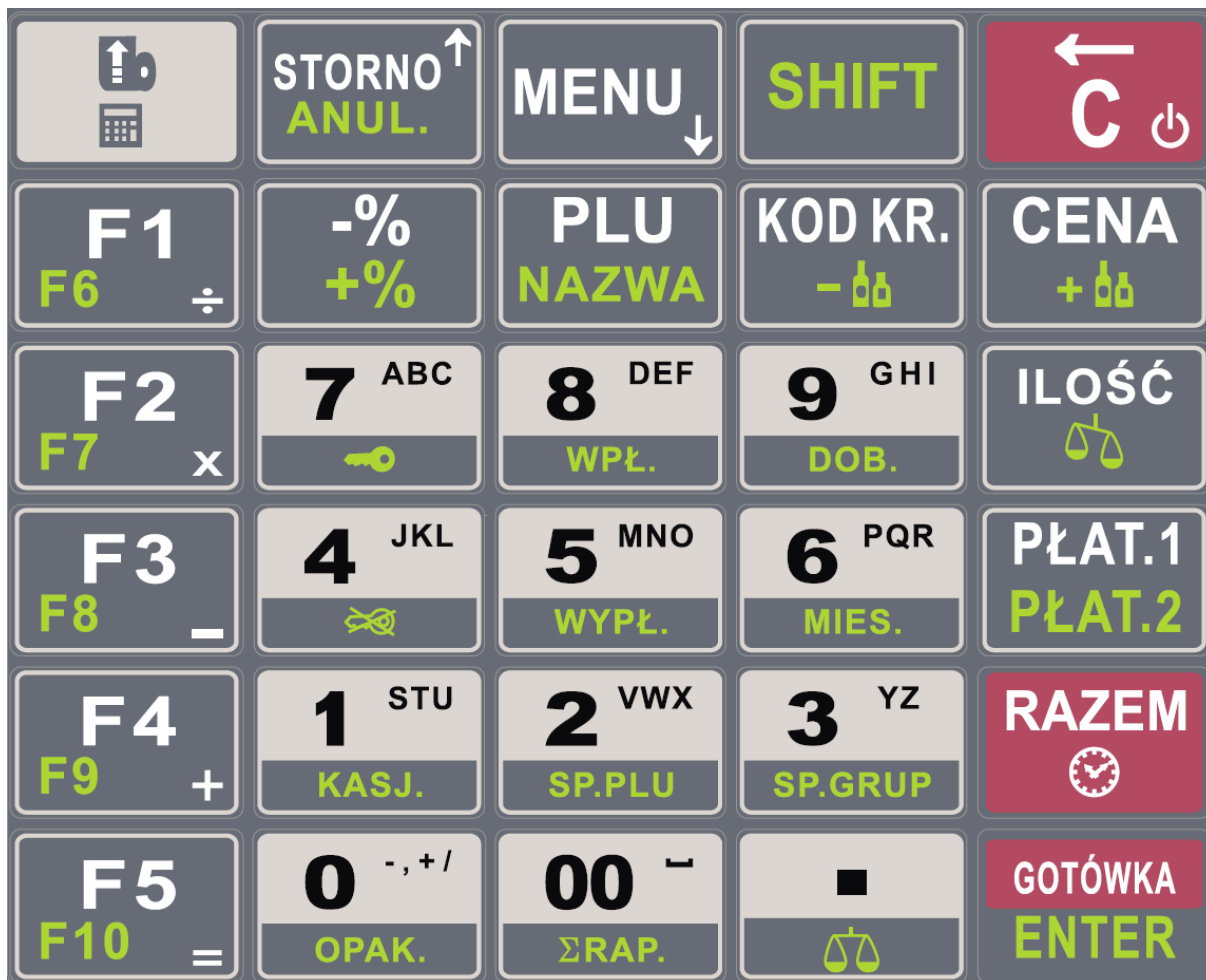 STORNO
ANUL.
MENU
SHIFT
C
F1
F6 ÷
-%
+%
PLU
NAZWA
KOD KR.
-
CENA
+
F2
F7 x
7 ABC
8 DEF
WPŁ.
9 GHI
DOB.
ILOŚĆ
F3
F8 -
4 JKL
5 MNO
WYPŁ.
6 PQR
MIES.
PŁAT.1
PŁAT.2
F4
F9 +
1 STU
KASJ.
2 VWX
SP.PLU
3 YZ
SP.GRUP
RAZEM
F5
F10 =
0 - , + /
OPAK.
00 ⎵
ΣRAP.
.
GOTÓWKA
ENTER